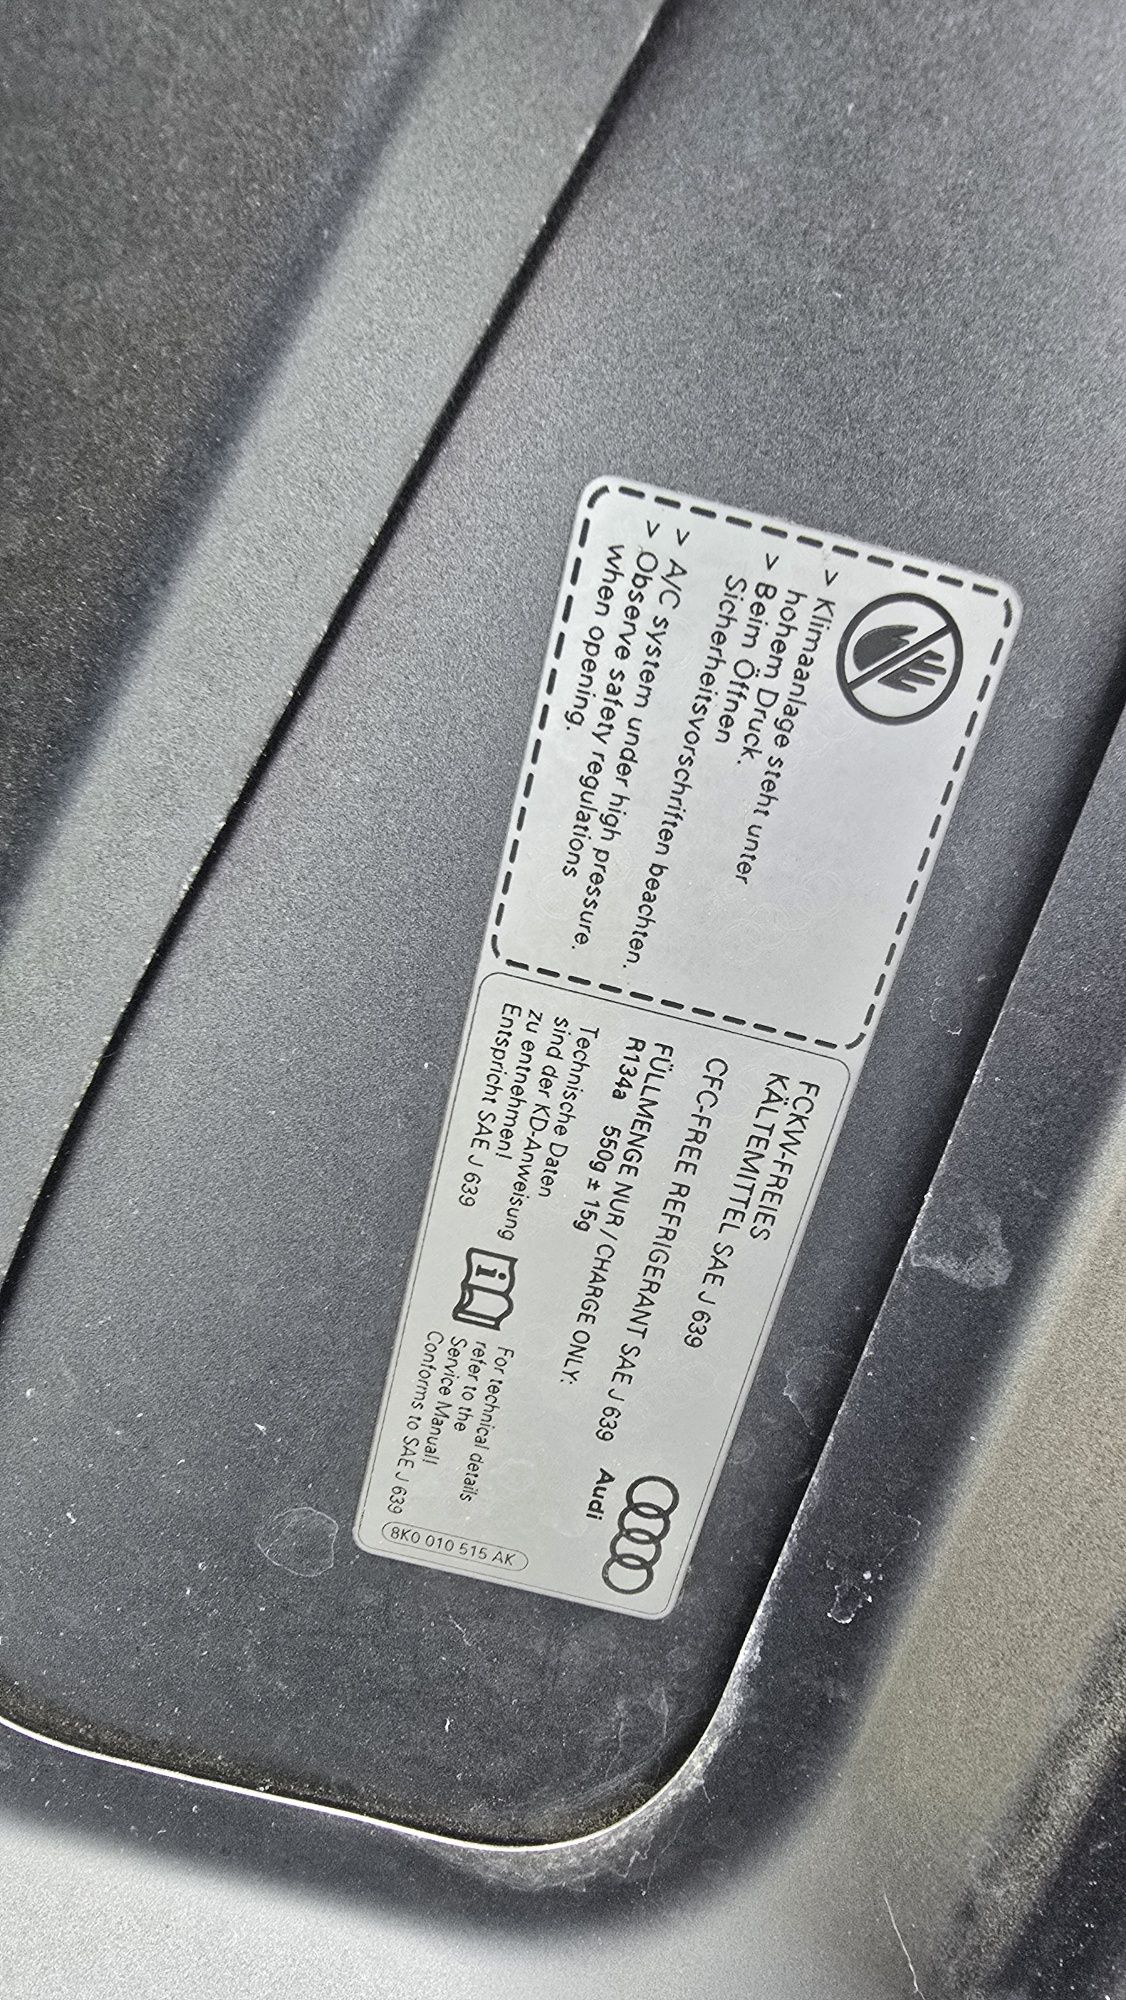 > Klimaanlage steht unter
hohem Druck.
> Beim Öffnen
Sicherheitsvorschriften beachten.
> A/C system under high pressure.
> Observe safety regulations
when opening.
FCKW-FREIES
KÄLTEMITTEL SAE J 639
CFC-FREE REFRIGERANT SAE J 639
FÜLLMENGE NUR / CHARGE ONLY:
R134a 550g ± 15g
Audi
Technische Daten
sind der KD-Anweisung
zu entnehmen!
Entspricht SAE J 639
i
For technical details
refer to the
Service Manual!
Conforms to SAE J 639
8K0 010 515 AK